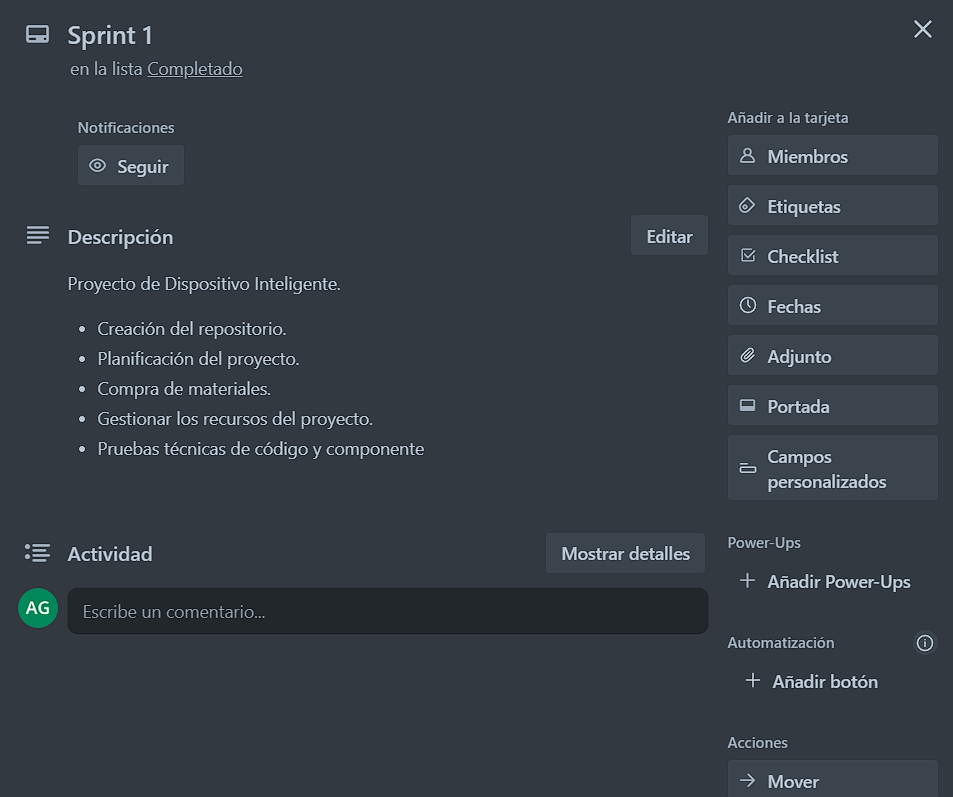 Sprint 1
en la lista Completado
Notificaciones
Seguir
Descripción
Editar
Proyecto de Dispositivo Inteligente.
• Creación del repositorio.
• Planificación del proyecto.
• Compra de materiales.
• Gestionar los recursos del proyecto.
• Pruebas técnicas de código y componente
Actividad
Mostrar detalles
AG
Escribe un comentario...
Añadir a la tarjeta
Miembros
Etiquetas
Checklist
Fechas
Adjunto
Portada
Campos
personalizados
Power-Ups
+ Añadir Power-Ups
Automatización
+ Añadir botón
Acciones
→ Mover